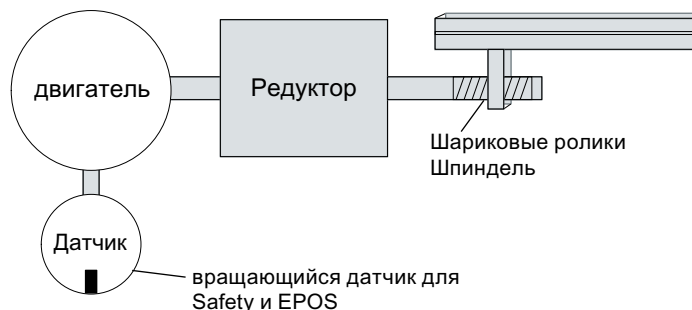 двигатель
Редуктор
Шариковые ролики
Шпиндель
Датчик
вращающийся датчик для
Safety и EPOS